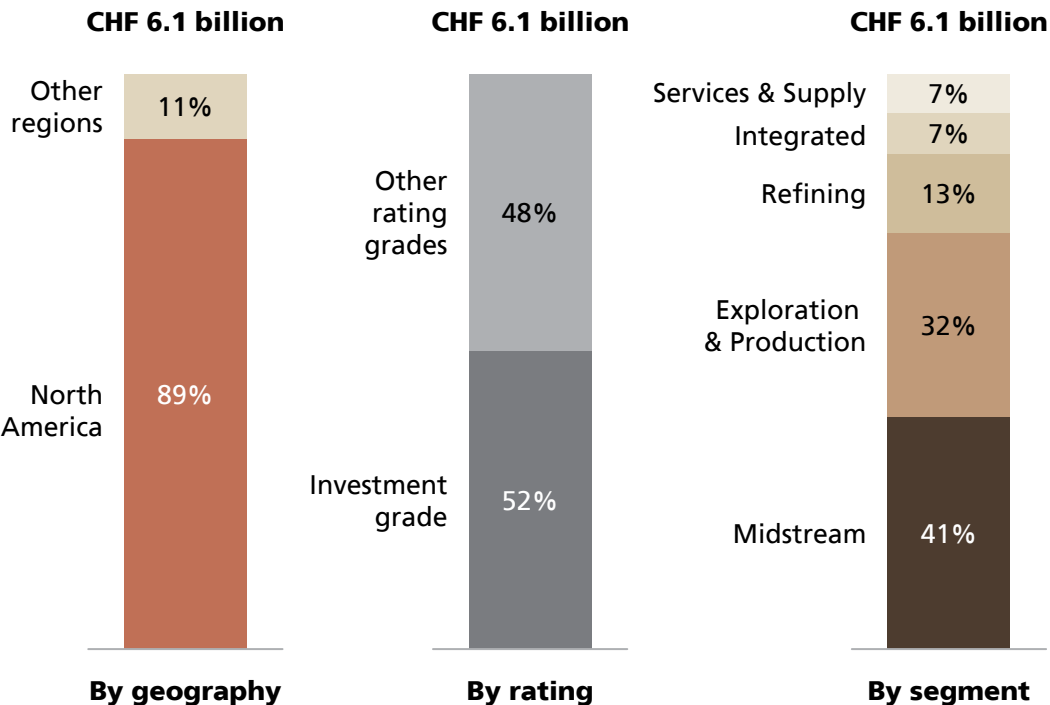 CHF 6.1 billion
Other
regions
11%
North
America
89%
By geography
CHF 6.1 billion
Other
rating
grades
48%
Investment
grade
52%
By rating
CHF 6.1 billion
Services & Supply
7%
Integrated
7%
Refining
13%
Exploration
& Production
32%
Midstream
41%
By segment